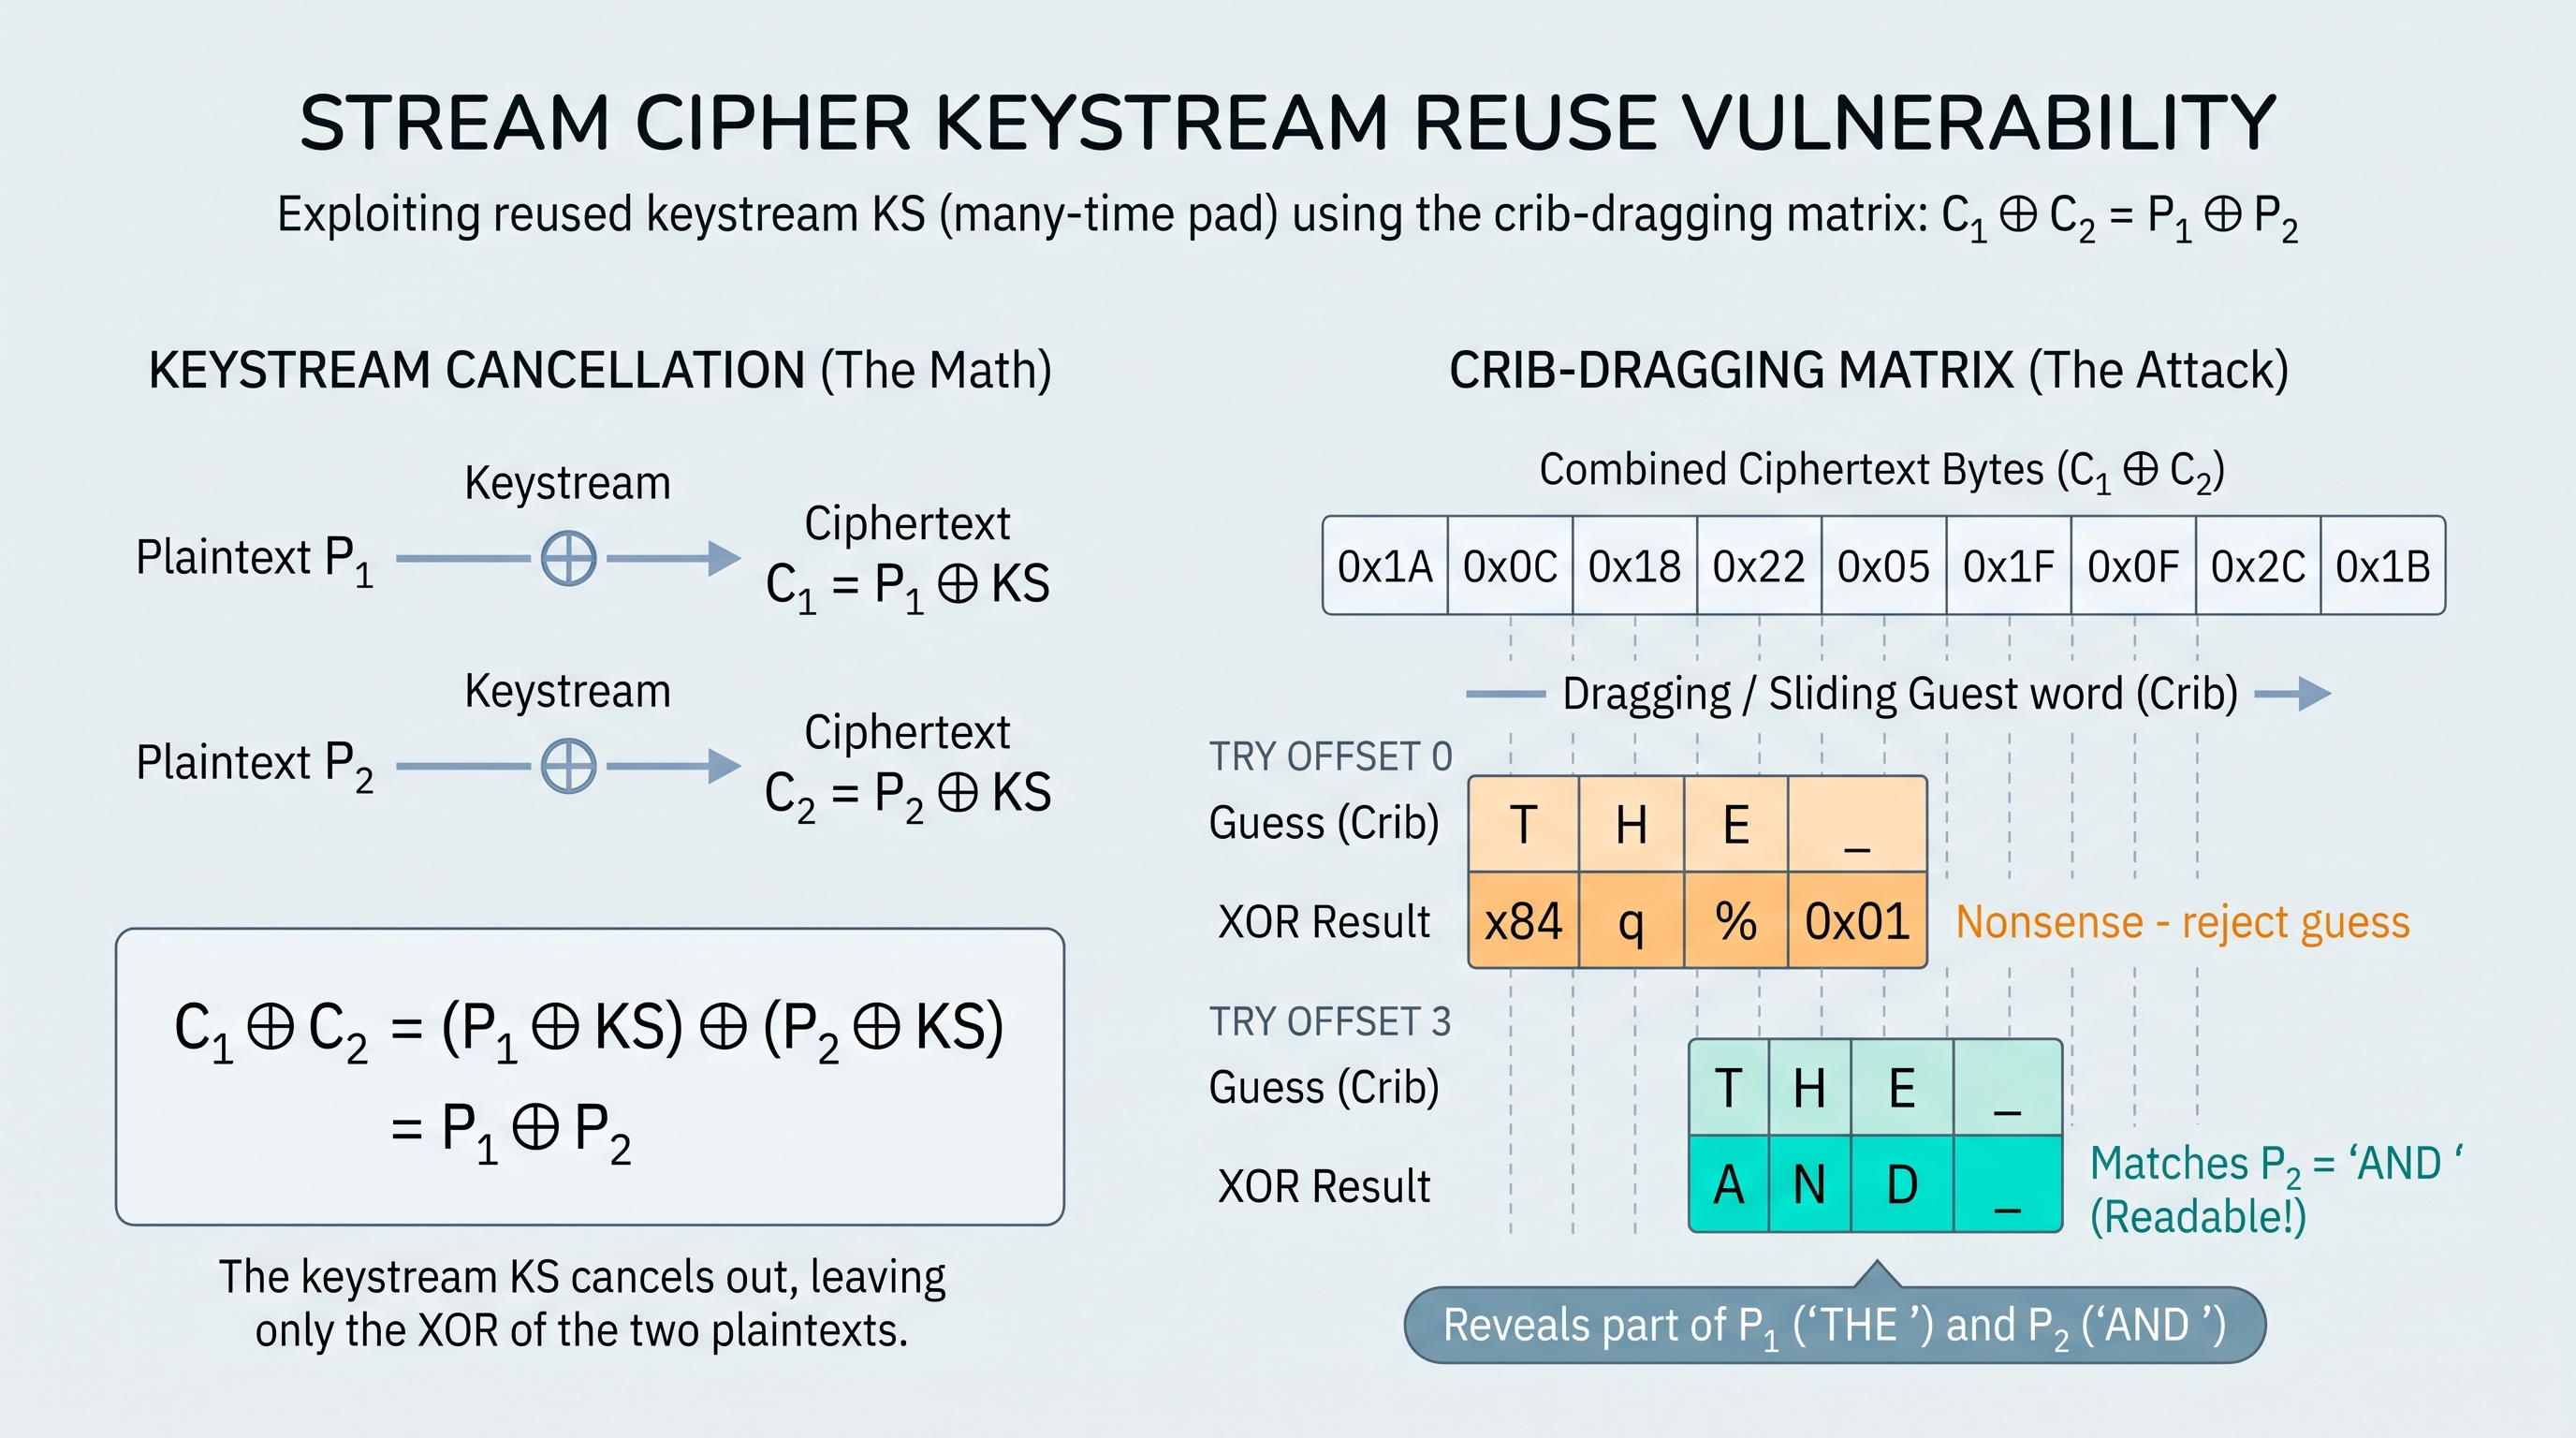 STREAM CIPHER KEYSTREAM REUSE VULNERABILITY
Exploiting reused keystream KS (many-time pad) using the crib-dragging matrix: C₁ ⊕ C₂ = P₁ ⊕ P₂
KEYSTREAM CANCELLATION (The Math)
Keystream
Plaintext P₁
Ciphertext
C₁ = P₁ ⊕ KS
Keystream
Plaintext P₂
Ciphertext
C₂ = P₂ ⊕ KS
C₁ ⊕ C₂ = (P₁ ⊕ KS) ⊕ (P₂ ⊕ KS)
= P₁ ⊕ P₂
The keystream KS cancels out, leaving
only the XOR of the two plaintexts.
CRIB-DRAGGING MATRIX (The Attack)
Combined Ciphertext Bytes (C₁ ⊕ C₂)
0x1A 0x0C 0x18 0x22 0x05 0x1F 0x0F 0x2C 0x1B
Dragging / Sliding Guest word (Crib)
TRY OFFSET 0
Guess (Crib) T H E _
XOR Result x84 q % 0x01 Nonsense - reject guess
TRY OFFSET 3
Guess (Crib) T H E _
XOR Result A N D _
Matches P₂ = ‘AND ‘
(Readable!)
Reveals part of P₁ (‘THE ’) and P₂ (‘AND ’)